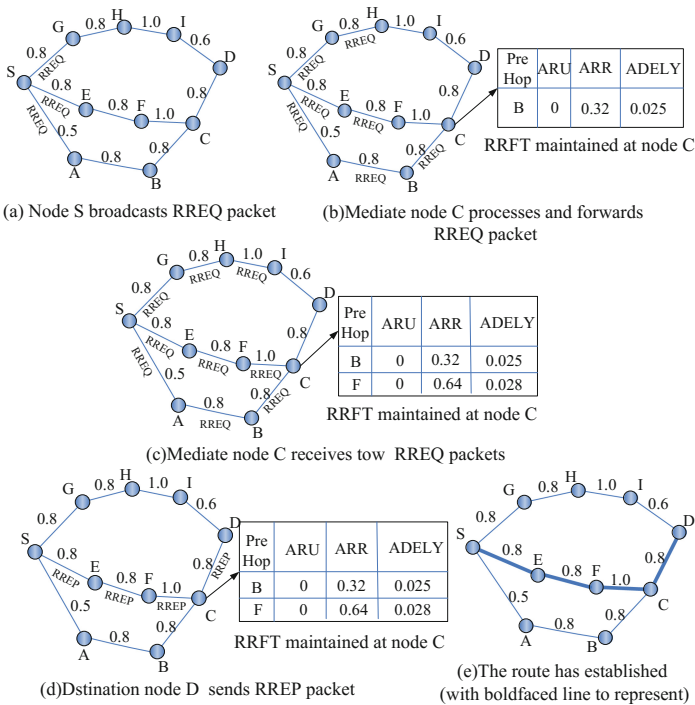 H
0.8
1.0
G
I
0.8
0.6
RREQ
D
S
0.8
E
0.8
RREQ
0.8
F
1.0
RREQ
0.5
C
0.8
0.8
A
B
(a) Node S broadcasts RREQ packet
H
0.8
1.0
G
I
RREQ
0.8
0.6
RREQ
D
S
0.8
E
0.8
RREQ
0.8
F
1.0
RREQ
RREQ
0.5
C
0.8
0.8
RREQ
A
RREQ
B
Pre Hop ARU ARR ADELY
B 0 0.32 0.025
RRFT maintained at node C
(b)Mediate node C processes and forwards
RREQ packet
H
0.8
1.0
G
I
RREQ
RREQ
0.8
0.6
RREQ
D
S
0.8
E
0.8
RREQ
0.8
F
1.0
RREQ
RREQ
RREQ
0.5
C
0.8
0.8
RREQ
A
RREQ
B
Pre Hop ARU ARR ADELY
B 0 0.32 0.025
F 0 0.64 0.028
RRFT maintained at node C
(c)Mediate node C receives tow RREQ packets
H
0.8
1.0
G
I
0.8
0.6
D
S
0.8
E
0.8
RREP
RREP
0.8
F
1.0
RREP
RREP
0.5
C
0.8
0.8
A
B
Pre Hop ARU ARR ADELY
B 0 0.32 0.025
F 0 0.64 0.028
RRFT maintained at node C
(d)Dstination node D sends RREP packet
H
0.8
1.0
G
I
0.8
0.6
D
S
0.8
E
0.8
0.8
F
1.0
0.5
C
0.8
0.8
A
B
(e)The route has established
(with boldfaced line to represent)